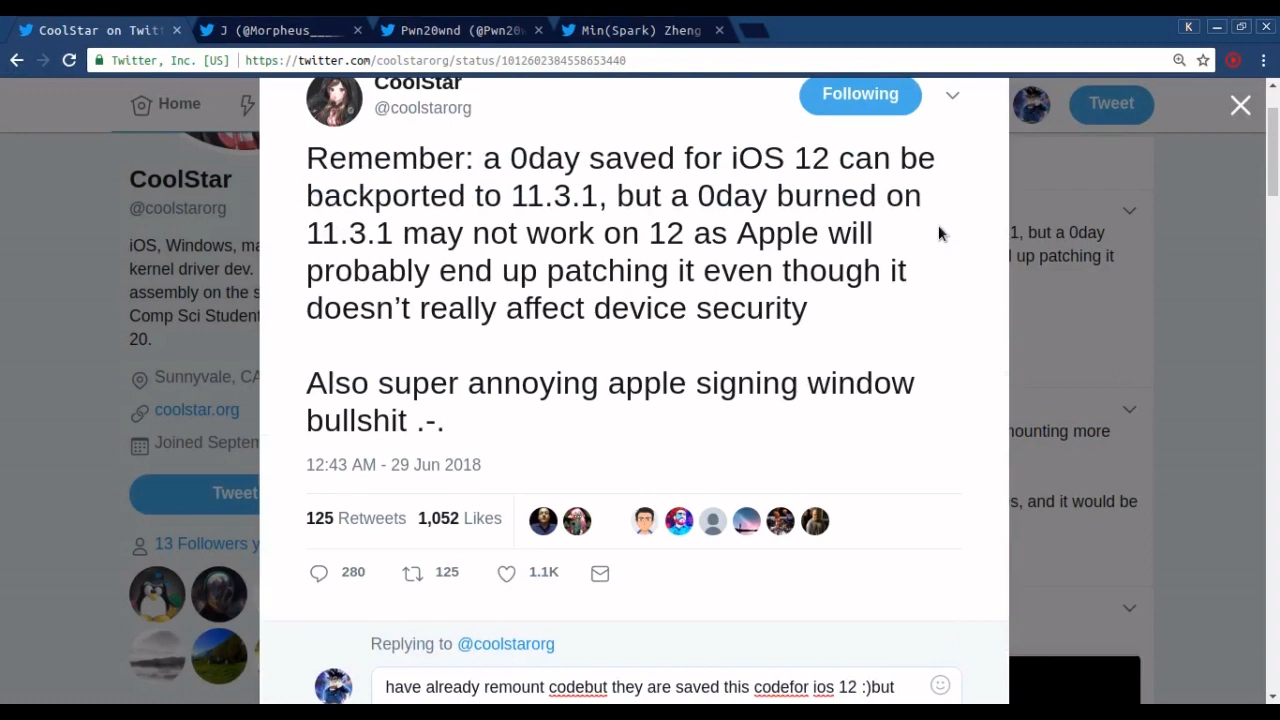 CoolStar on Twit
J (@Morpheus____
Pwn20wnd (@Pwn20
Min(Spark) Zheng
K
Twitter, Inc. [US]
https://twitter.com/coolstarorg/status/1012602384558653440
Home
CoolStar
@coolstarorg
Following
Tweet
Remember: a 0day saved for iOS 12 can be
backported to 11.3.1, but a 0day burned on
11.3.1 may not work on 12 as Apple will
probably end up patching it even though it
doesn’t really affect device security
Also super annoying apple signing window
bullshit .-.
12:43 AM - 29 Jun 2018
125 Retweets 1,052 Likes
280 125 1.1K
Replying to @coolstarorg
have already remount codebut they are saved this codefor ios 12 :)but
CoolStar
@coolstarorg
iOS, Windows, ma
kernel driver dev.
assembly on the s
Comp Sci Student
20.
Sunnyvale, CA
coolstar.org
Joined Septem
Tweet
13 Followers y
1, but a 0day
l up patching it
mounting more
s, and it would be